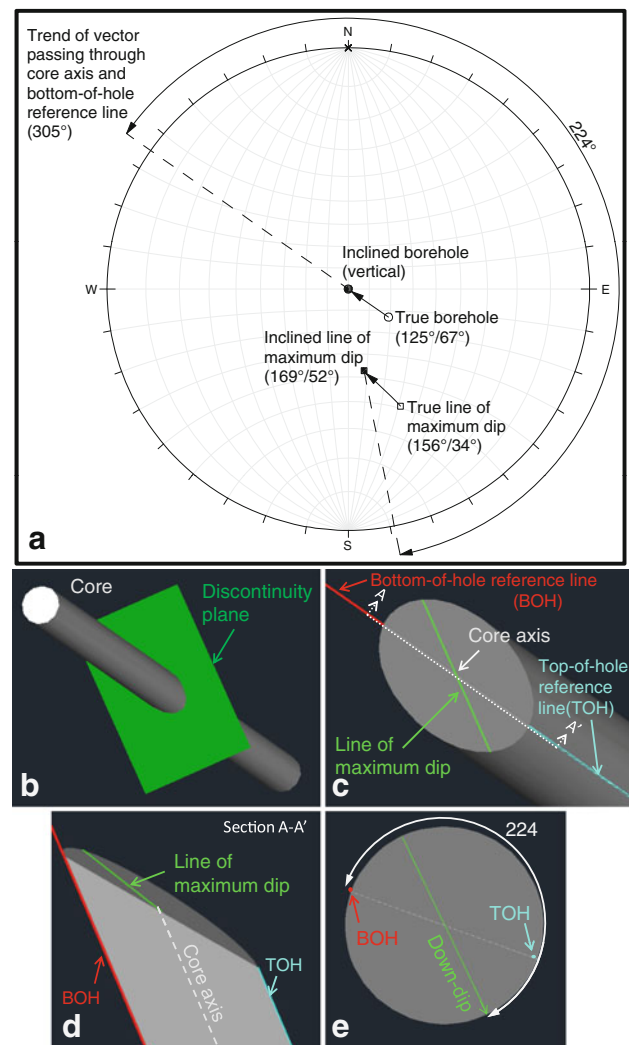 Trend of vector
passing through
core axis and
bottom-of-hole
reference line
(305°)
N
224°
Inclined borehole
(vertical)
W
E
True borehole
(125°/67°)
Inclined line of
maximum dip
(169°/52°)
True line of
maximum dip
(156°/34°)
S
a
Core
Discontinuity
plane
b
Bottom-of-hole reference line
(BOH)
A
Core axis
Top-of-hole
reference
line(TOH)
A'
Line of
maximum dip
c
Section A-A'
Line of
maximum dip
Core axis
TOH
BOH
d
224
TOH
BOH
Down-dip
e